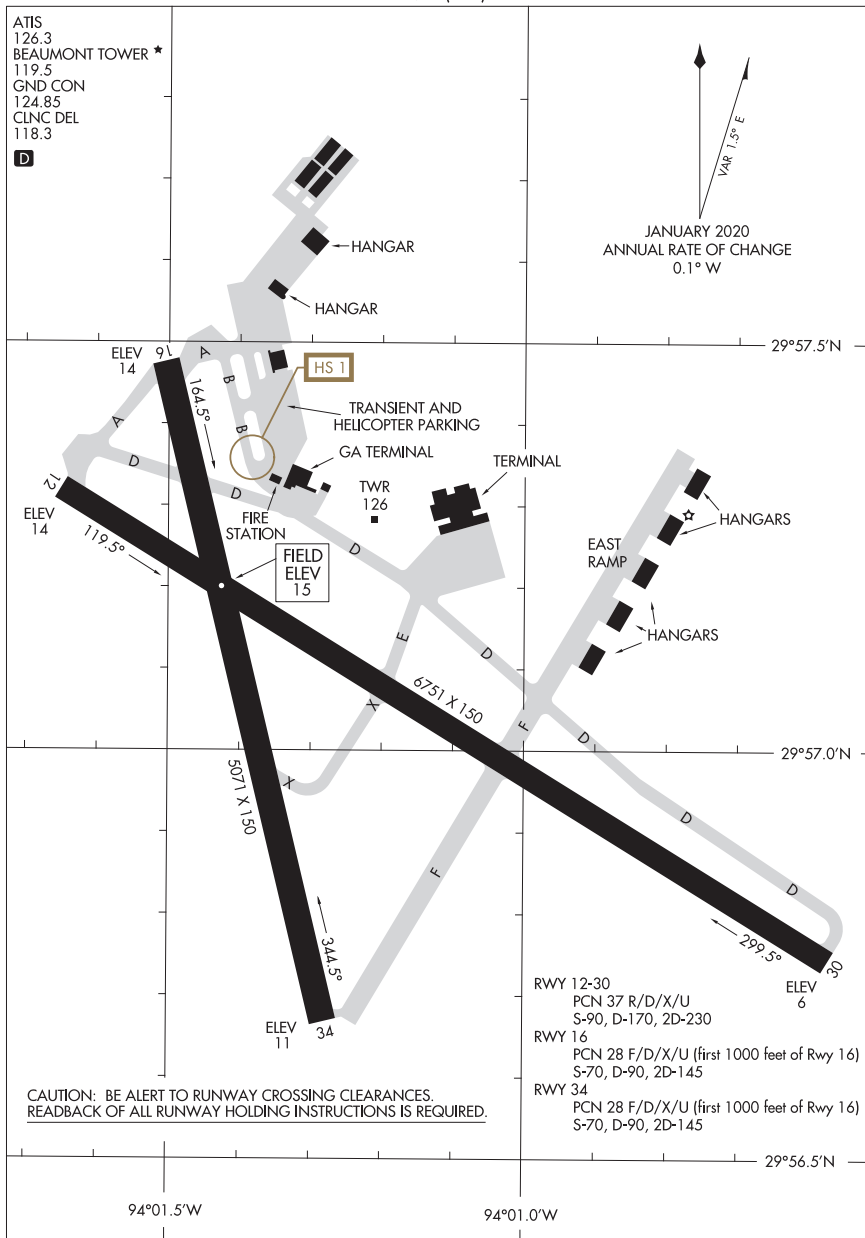 ATIS
126.3
BEAUMONT TOWER
119.5
GND CON
124.85
CLNC DEL
118.3
D
VAR 1.5° E
JANUARY 2020
ANNUAL RATE OF CHANGE
0.1° W
HANGAR
HANGAR
29°57.5'N
ELEV
14
16
A
B
HS 1
164.5°
A
B
TRANSIENT AND
HELICOPTER PARKING
GA TERMINAL
TERMINAL
D
12
ELEV
14
D
FIRE
STATION
TWR
126
HANGARS
119.5°
D
EAST
RAMP
FIELD
ELEV
15
E
HANGARS
D
6751 X 150
X
F
D
29°57.0'N
X
5071 X 150
D
F
D
344.5°
299.5°
30
ELEV
6
ELEV
11
34
RWY 12-30
PCN 37 R/D/X/U
S-90, D-170, 2D-230
RWY 16
PCN 28 F/D/X/U (first 1000 feet of Rwy 16)
S-70, D-90, 2D-145
RWY 34
PCN 28 F/D/X/U (first 1000 feet of Rwy 16)
S-70, D-90, 2D-145
CAUTION: BE ALERT TO RUNWAY CROSSING CLEARANCES.
READBACK OF ALL RUNWAY HOLDING INSTRUCTIONS IS REQUIRED.
29°56.5'N
94°01.5'W
94°01.0'W